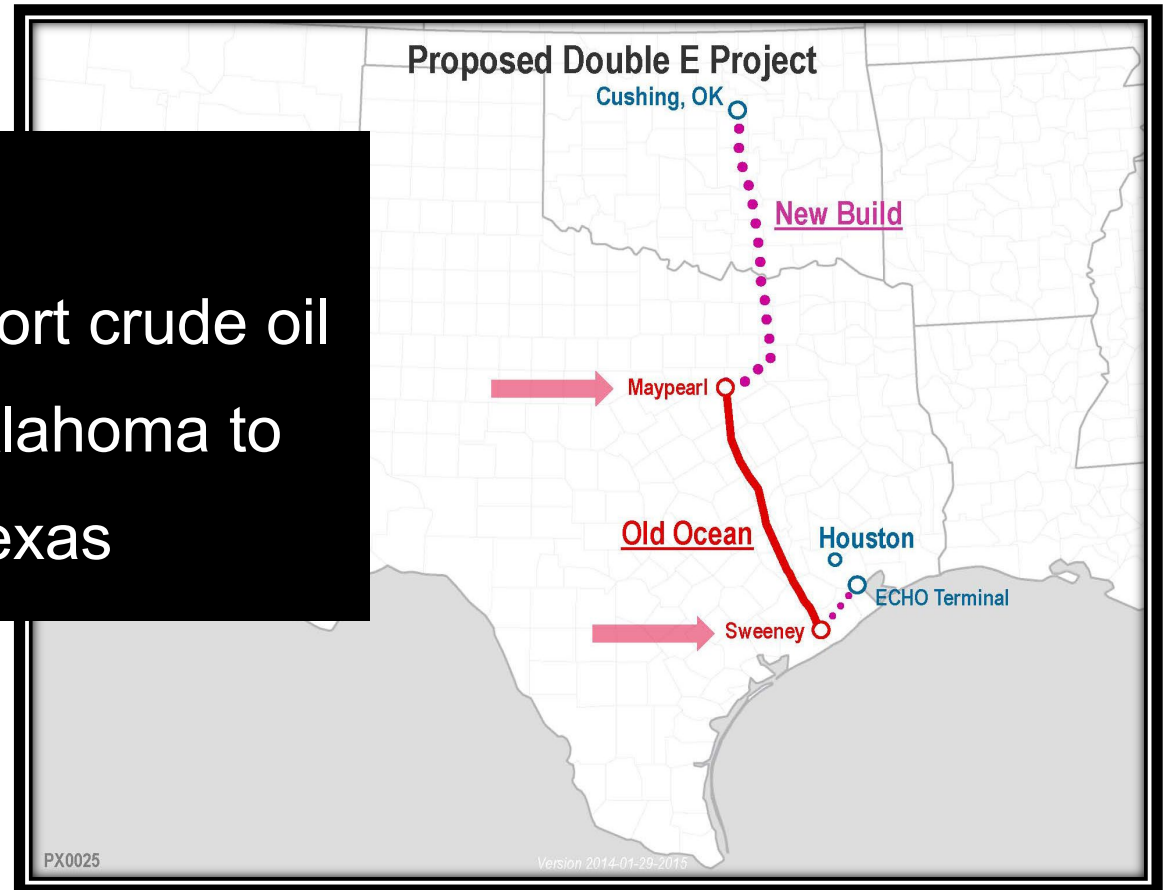 Proposed Double E Project
Cushing, OK
New Build
ort crude oil
lahoma to
exas
Maypearl
Old Ocean
Houston
ECHO Terminal
Sweeney
PX0025
Version 2014-01-29-2015